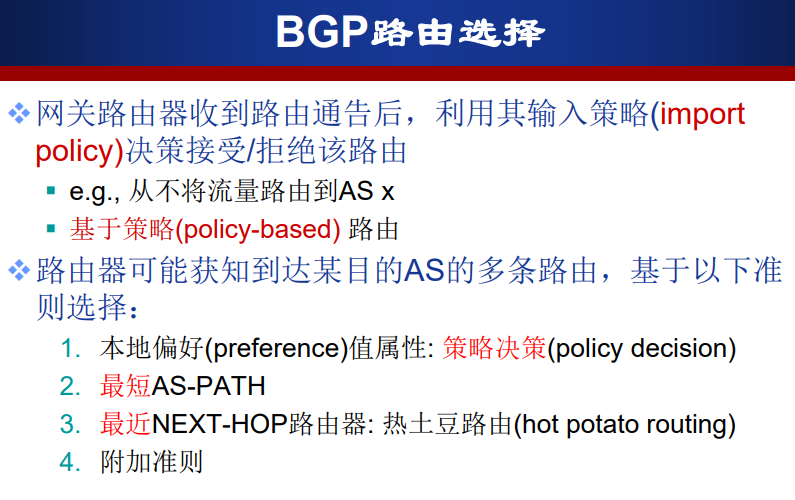 BGP路由选择
网关路由器收到路由通告后，利用其输入策略(import
policy)决策接受/拒绝该路由
e.g., 从不将流量路由到AS x
基于策略(policy-based) 路由
路由器可能获知到达某目的AS的多条路由，基于以下准
则选择：
1. 本地偏好(preference)值属性: 策略决策(policy decision)
2. 最短AS-PATH
3. 最近NEXT-HOP路由器: 热土豆路由(hot potato routing)
4. 附加准则